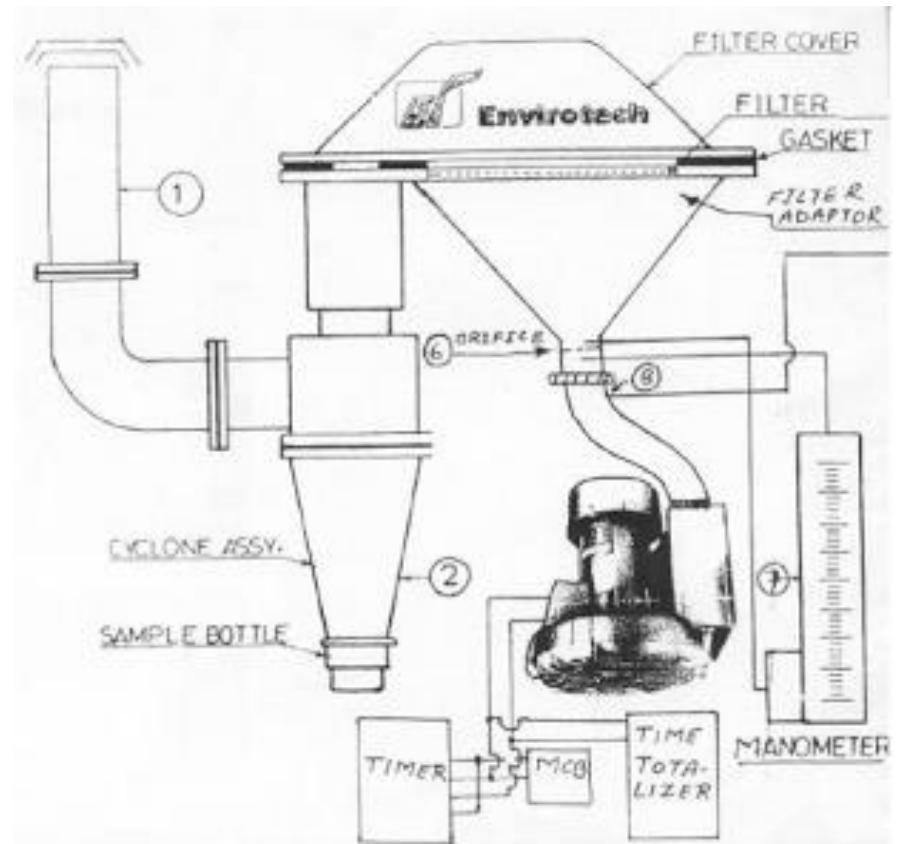 FILTER COVER
Envirotech
FILTER
GASKET
1
FILTER
ADAPTOR
6 ORIFICE
8
CYCLONE ASSY.
2
7
SAMPLE BOTTLE
TIMER
MCB
TIME
TOTA-
LIZER
MANOMETER